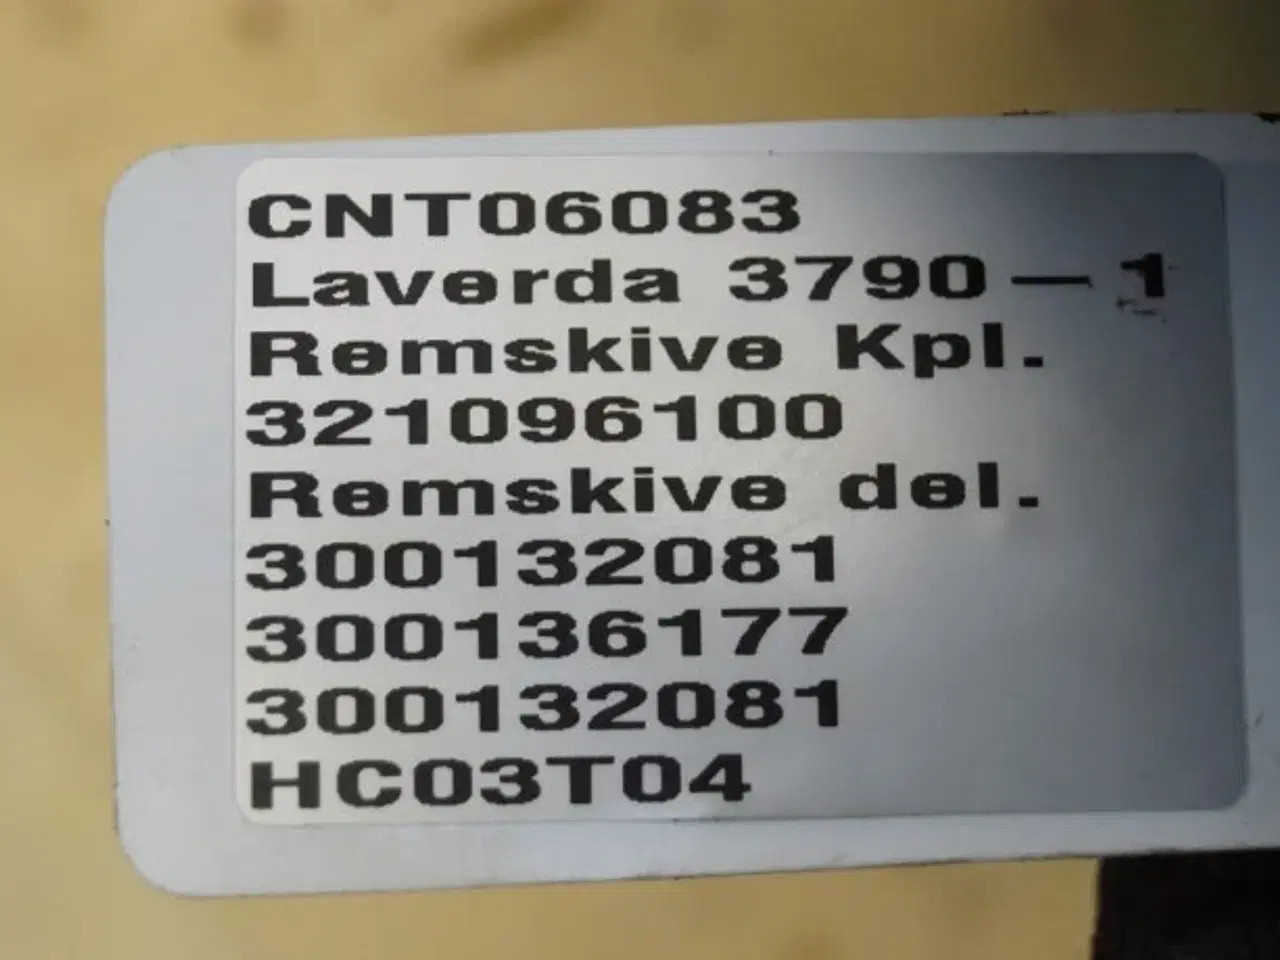 CNT06083
Laverda 3790 – 1
Remskive Kpl.
321096100
Remskive del.
300132081
300136177
300132081
HC03T04